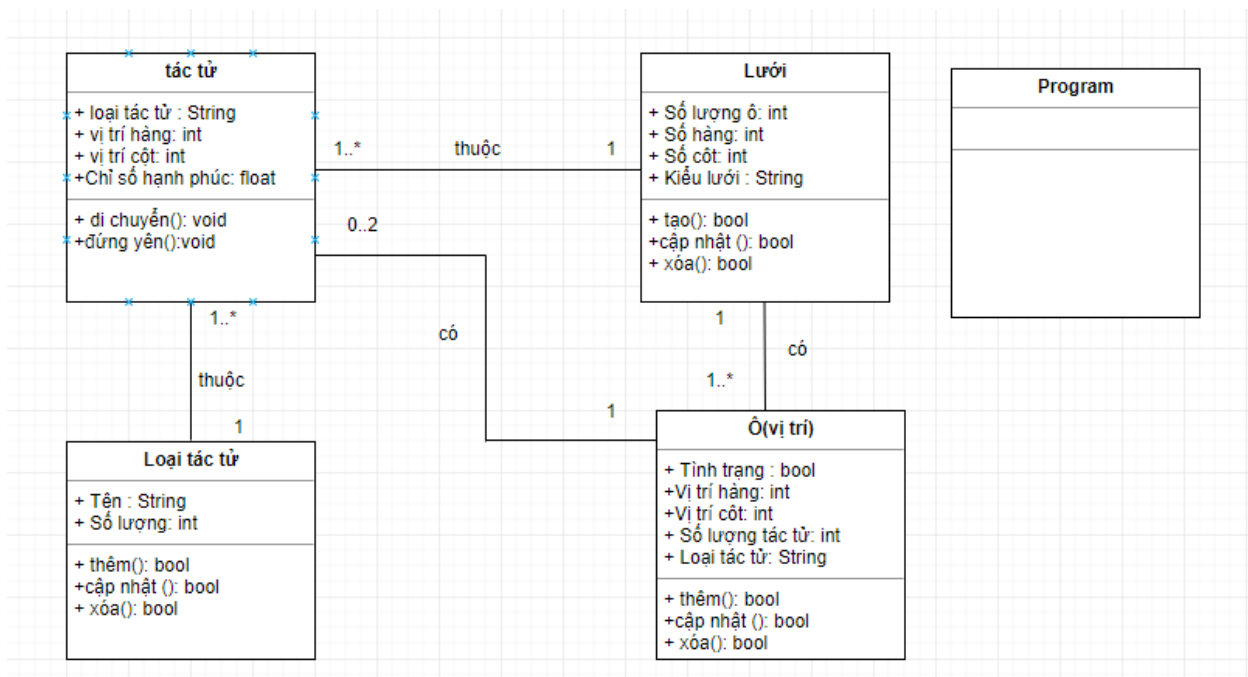 tác tử
+ loại tác tử : String
+ vị trí hàng: int
+ vị trí cột: int
+Chỉ số hạnh phúc: float
+ di chuyển(): void
+đứng yên():void
1..*
thuộc
1
Lưới
+ Số lượng ô: int
+ Số hàng: int
+ Số côt: int
+ Kiểu lưới : String
+ tạo(): bool
+cập nhật (): bool
+ xóa(): bool
Program
0..2
có
1
1..*
thuộc
1
1
có
1..*
Loại tác tử
+ Tên : String
+ Số lượng: int
+ thêm(): bool
+cập nhật (): bool
+ xóa(): bool
Ô(vị trí)
+ Tình trạng : bool
+Vị trí hàng: int
+Vị trí côt: int
+ Số lượng tác tử: int
+ Loại tác tử: String
+ thêm(): bool
+cập nhật (): bool
+ xóa(): bool